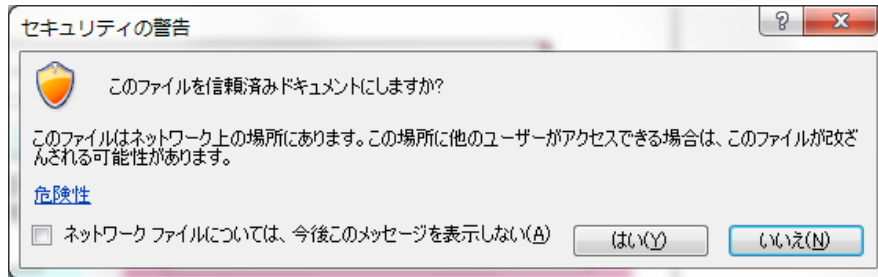 セキュリティの警告
このファイルを信頼済みドキュメントにしますか?
このファイルはネットワーク上の場所にあります。この場所に他のユーザーがアクセスできる場合は、このファイルが改ざ
んされる可能性があります。
危険性
ネットワーク ファイルについては、今後このメッセージを表示しない(A)
はい(Y)
いいえ(N)